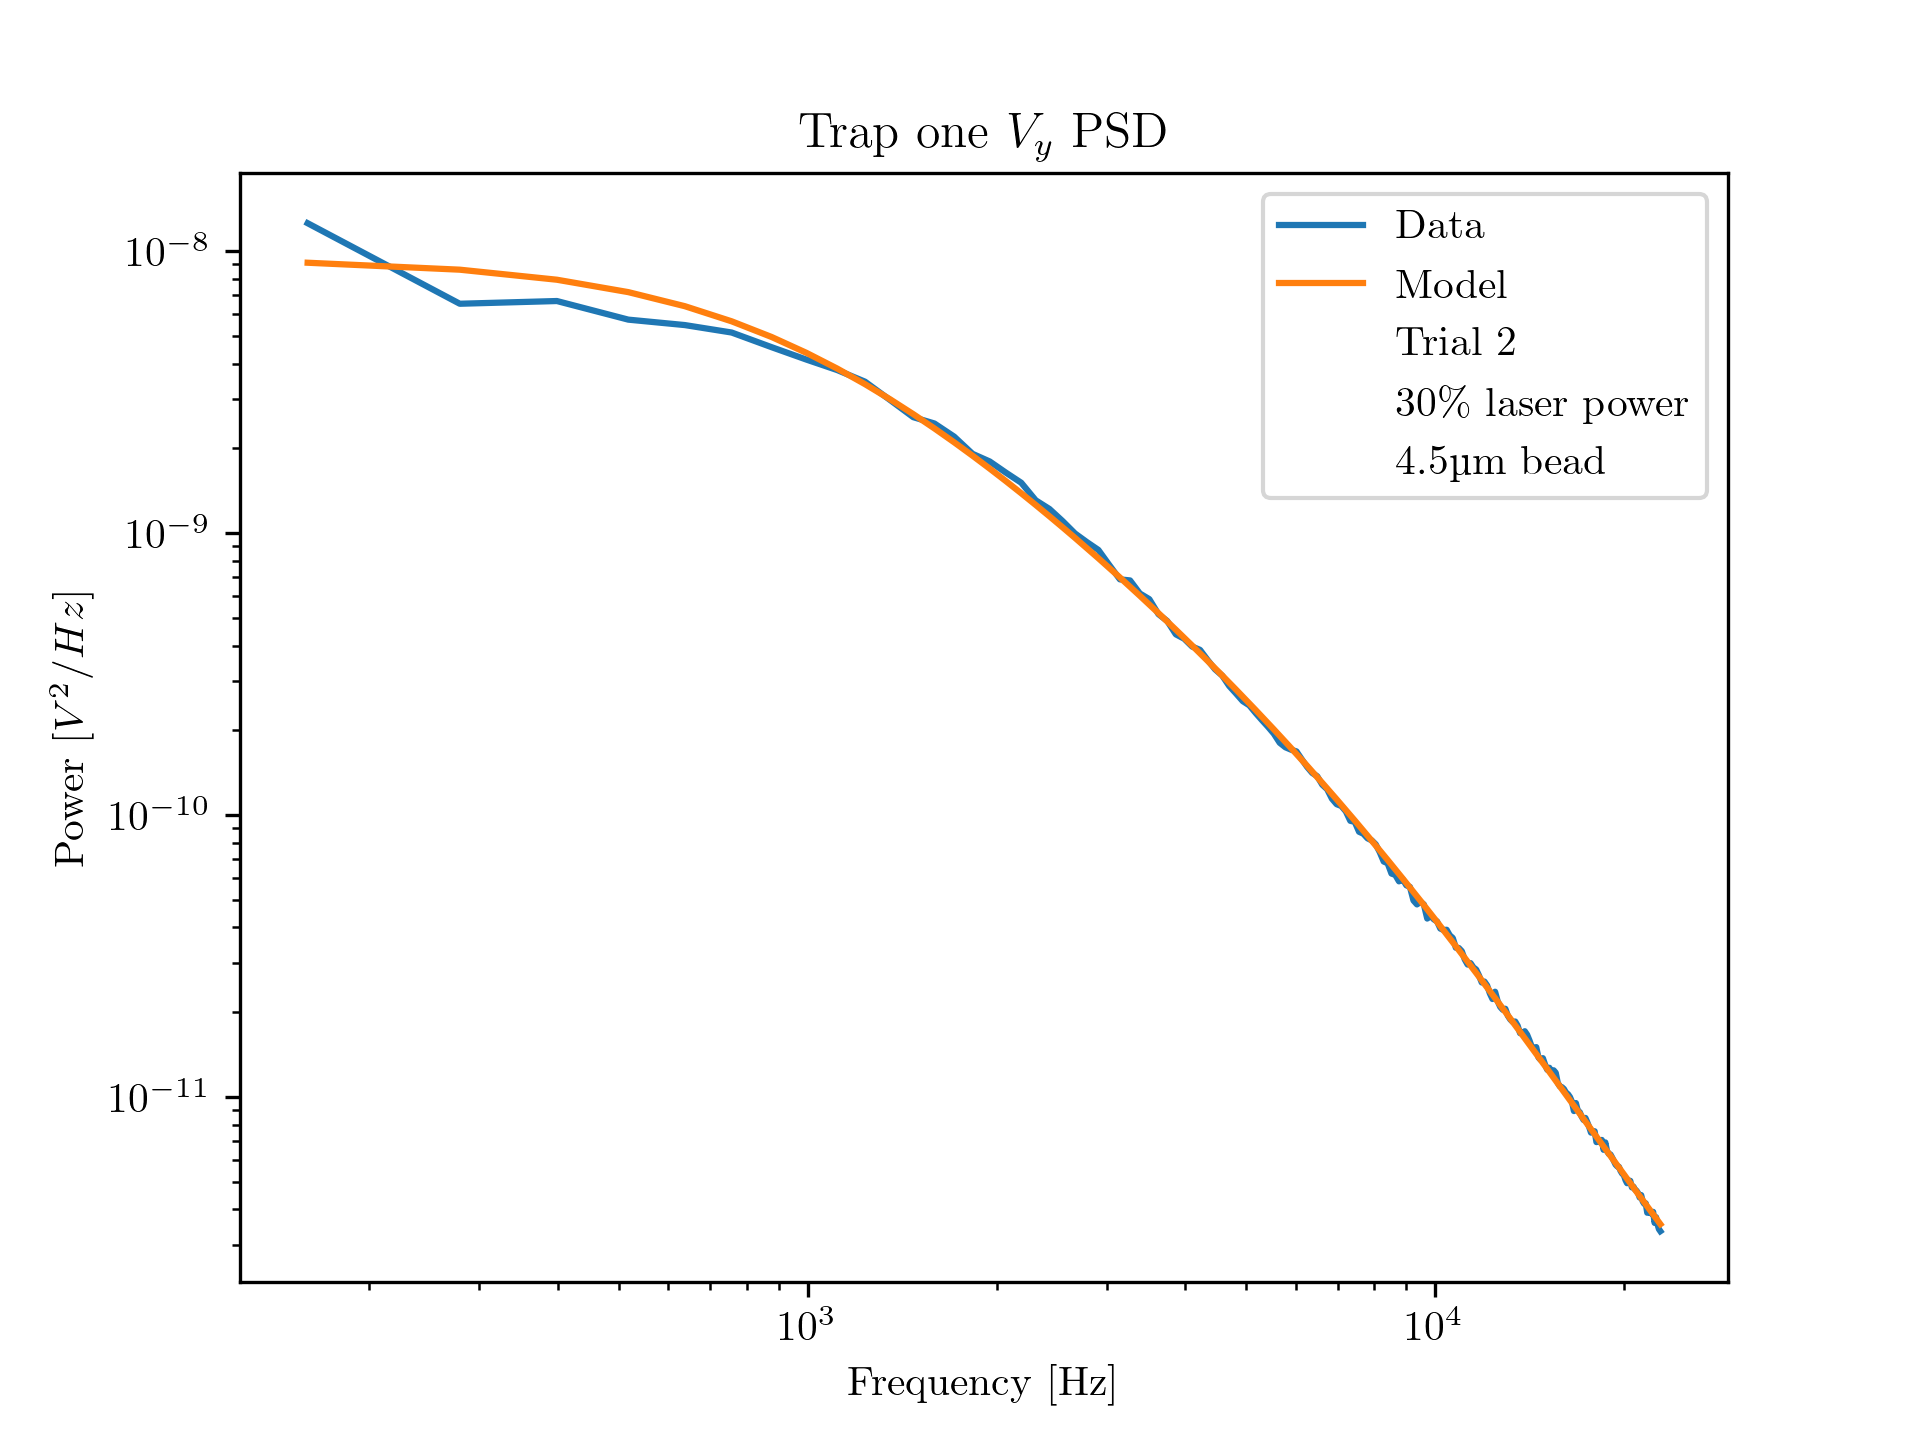 Trap one $V_y$ PSD
Data
Model
Trial 2
30% laser power
4.5µm bead
Power [$V^2/Hz$]
$10^{-8}$
$10^{-9}$
$10^{-10}$
$10^{-11}$
$10^3$
$10^4$
Frequency [Hz]